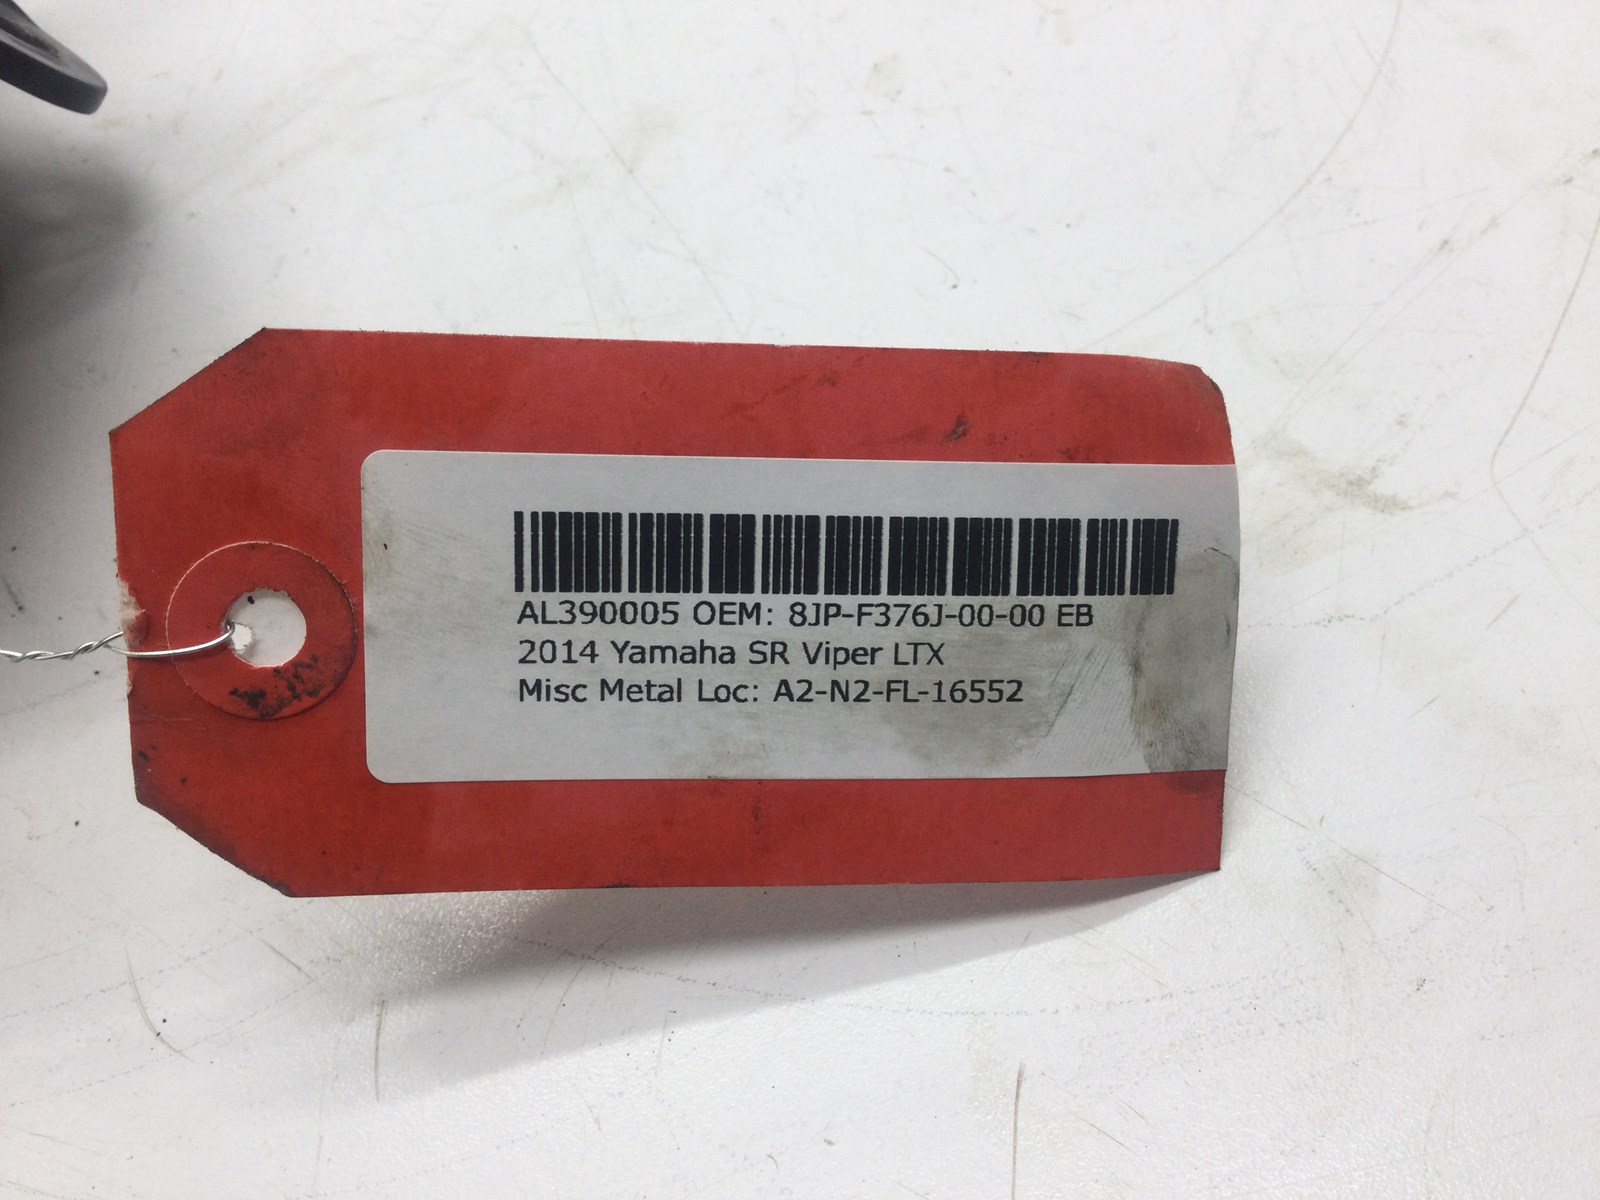 AL390005 OEM: 8JP-F376J-00-00 EB
2014 Yamaha SR Viper LTX
Misc Metal Loc: A2-N2-FL-16552